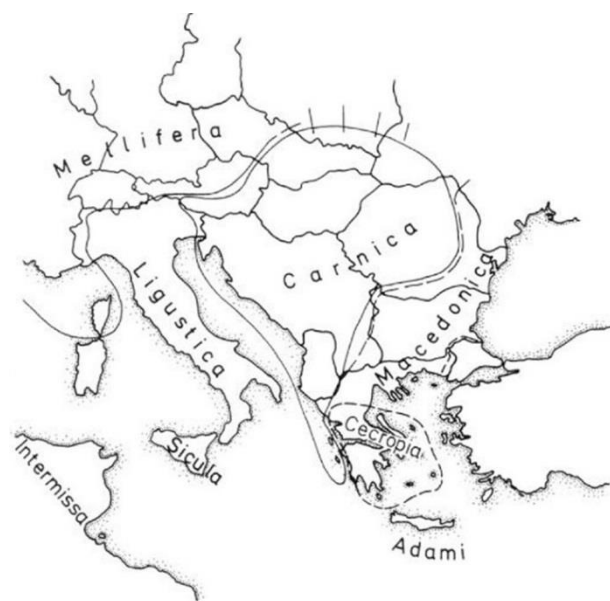 Mellifera
Carnica
Ligustica
Macedonica
Cecropia
Sicula
Intermissa
Adami